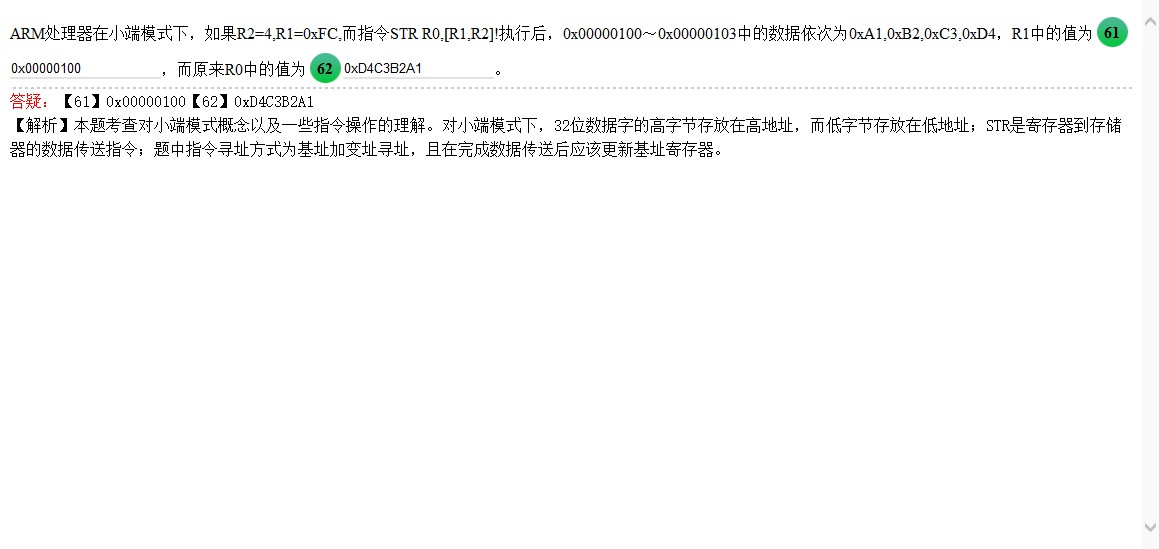 ARM处理器在小端模式下，如果R2=4,R1=0xFC,而指令STR R0,[R1,R2]!执行后，0x00000100～0x00000103中的数据依次为0xA1,0xB2,0xC3,0xD4，R1中的值为 61
0x00000100 ，而原来R0中的值为 62 0xD4C3B2A1 。
答疑：【61】0x00000100【62】0xD4C3B2A1
【解析】本题考查对小端模式概念以及一些指令操作的理解。对小端模式下，32位数据字的高字节存放在高地址，而低字节存放在低地址；STR是寄存器到存储
器的数据传送指令；题中指令寻址方式为基址加变址寻址，且在完成数据传送后应该更新基址寄存器。